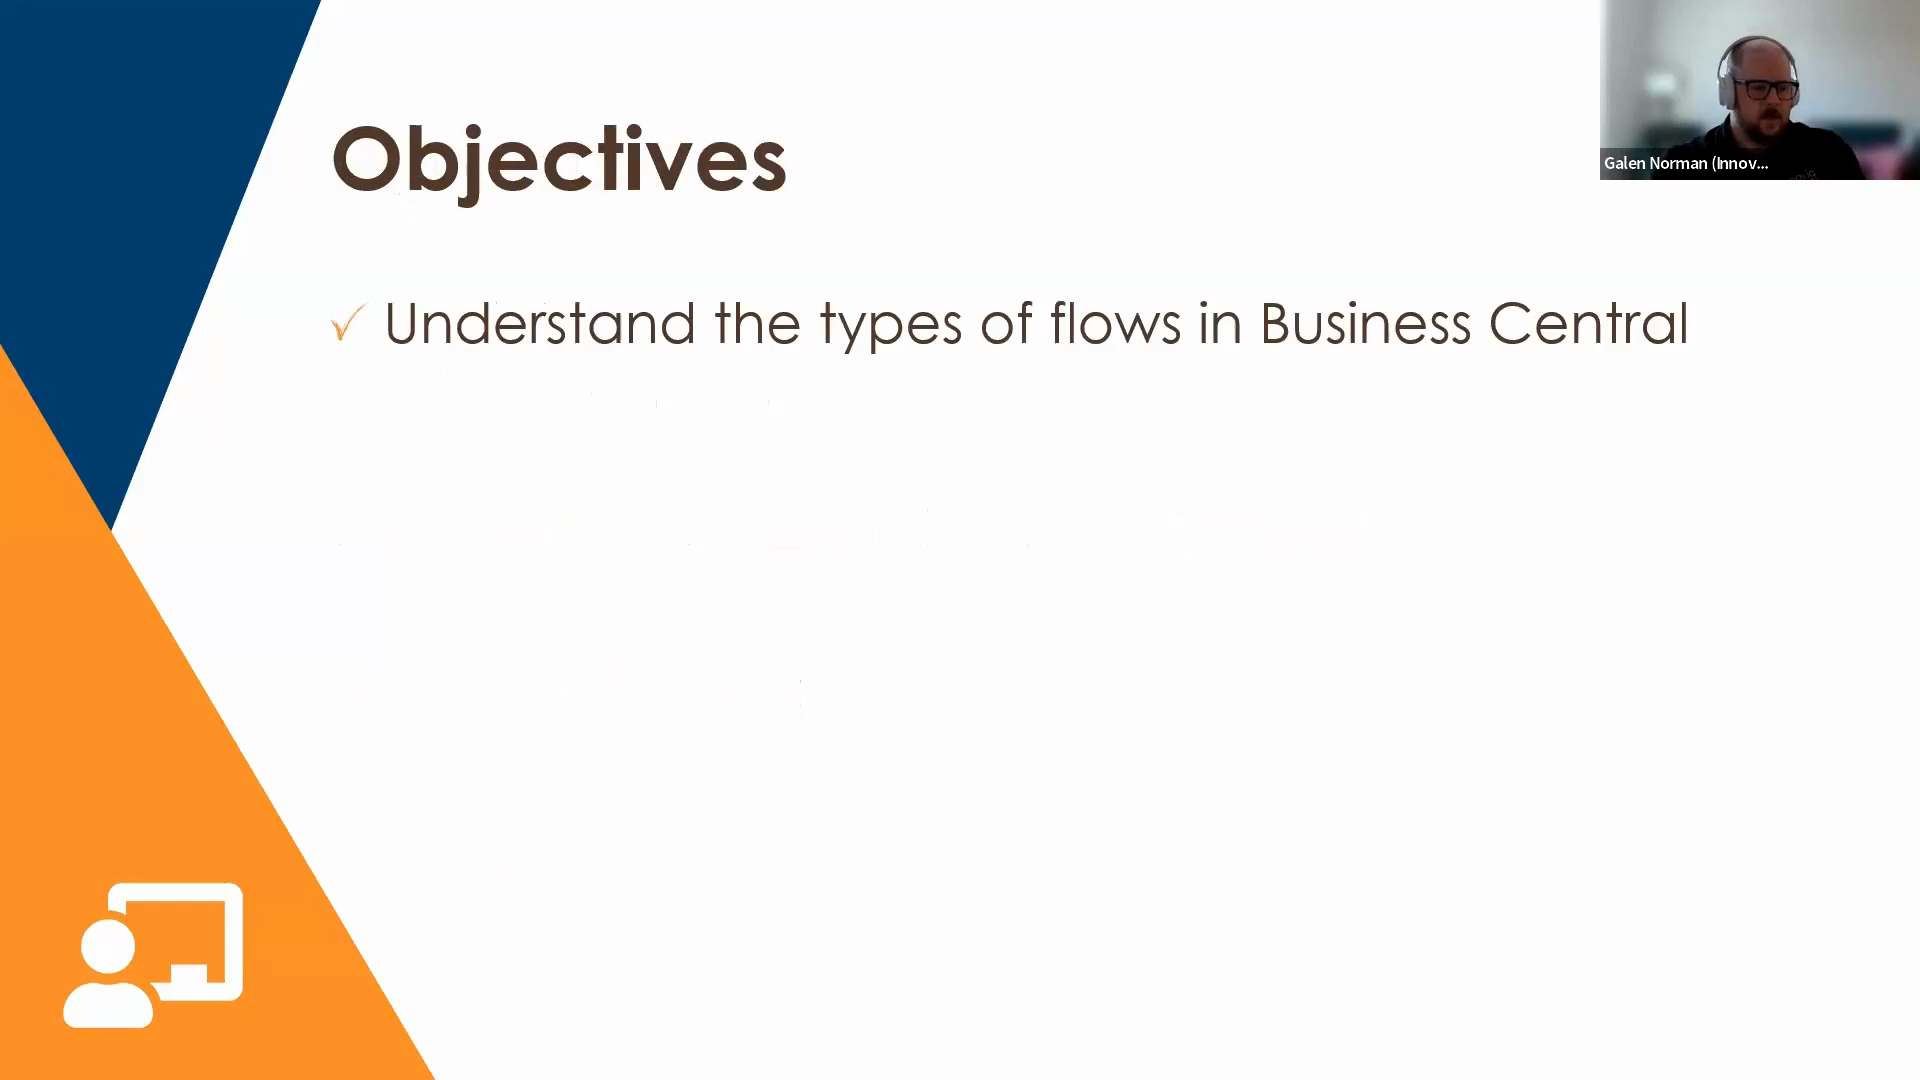 Objectives
Understand the types of flows in Business Central
Galen Norman (Innov...